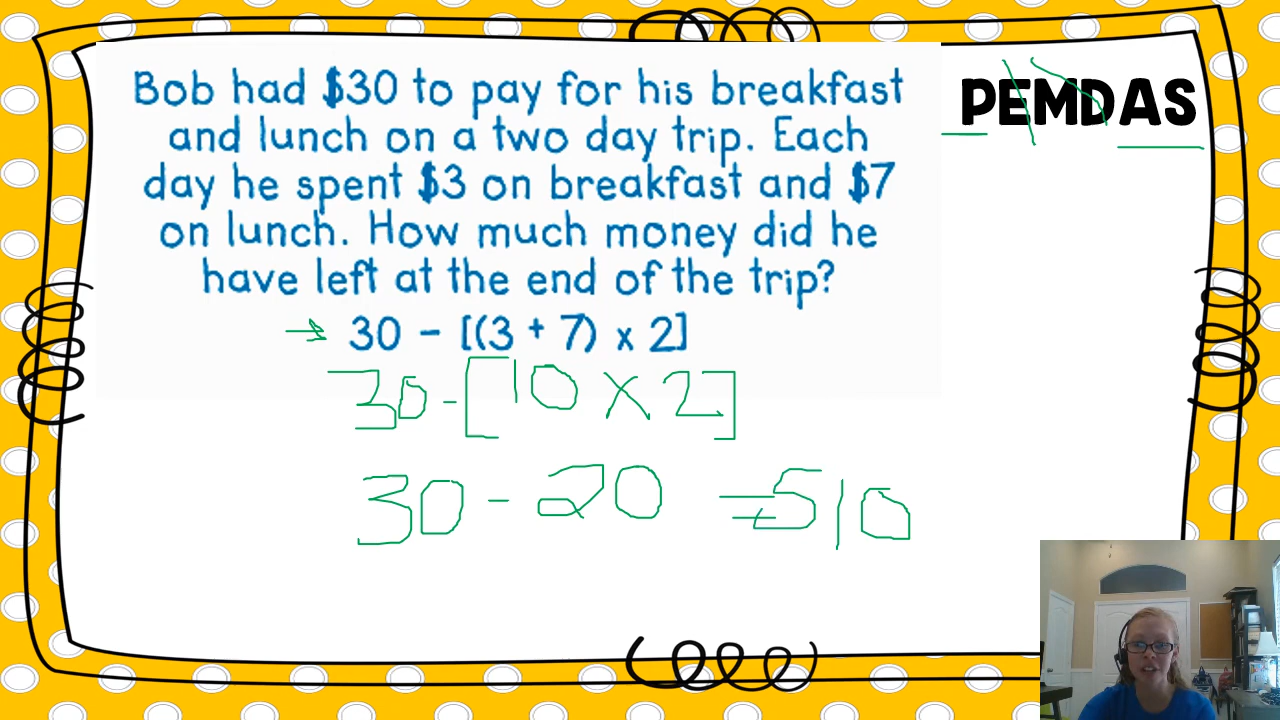 Bob had $30 to pay for his breakfast
and lunch on a two day trip. Each
day he spent $3 on breakfast and $7
on lunch. How much money did he
have left at the end of the trip?
→ 30 - [(3 + 7) x 2]
30 - [10 x 2]
30 - 20 = $10
PEMDAS